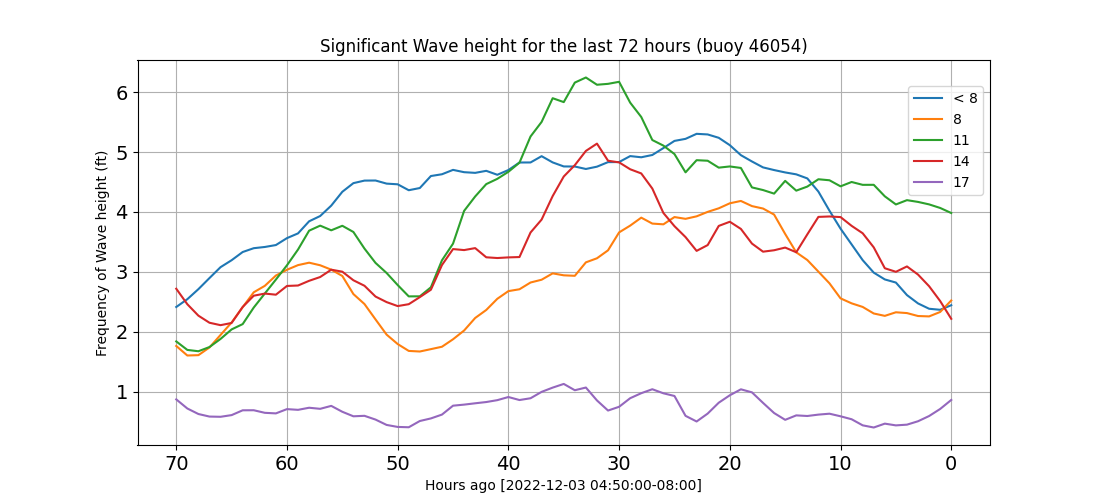 Significant Wave height for the last 72 hours (buoy 46054)
Frequency of Wave height (ft)
6
5
4
3
2
1
< 8
8
11
14
17
70 60 50 40 30 20 10 0
Hours ago [2022-12-03 04:50:00-08:00]